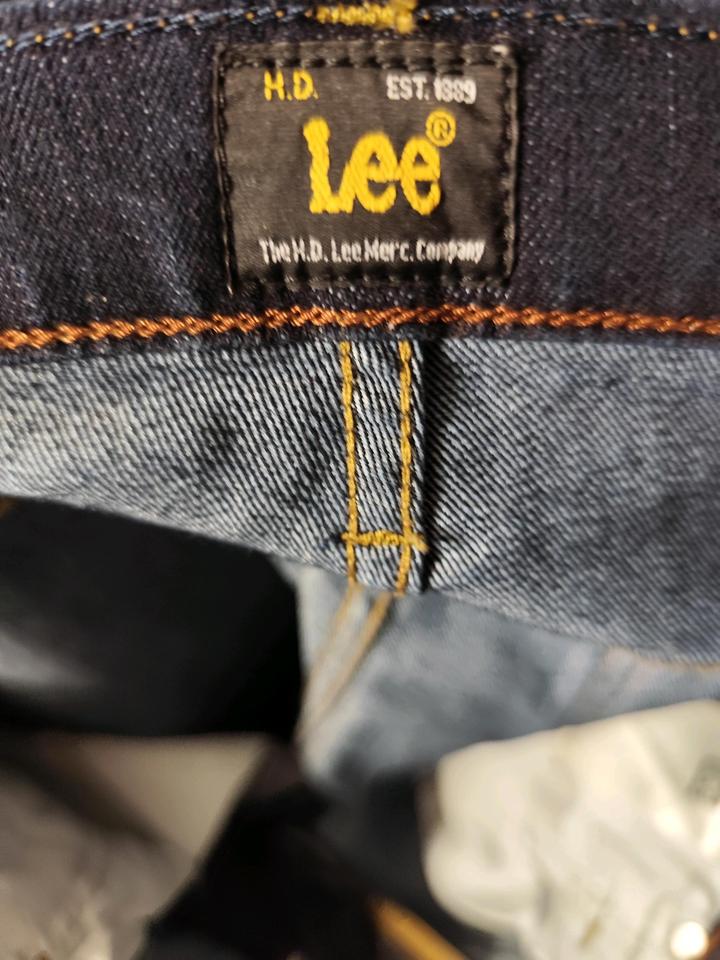 H.D. EST. 1889
Lee®
The H.D. Lee Merc. Company